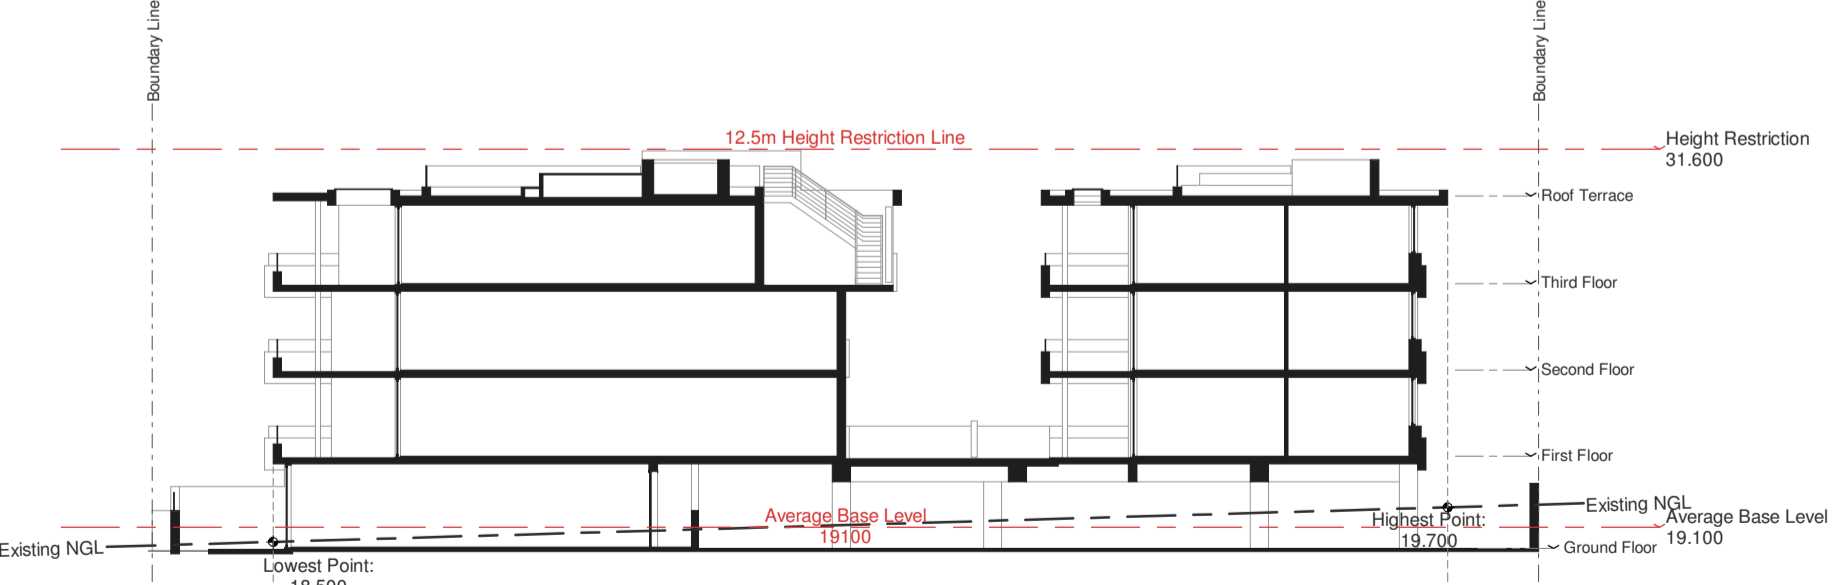 Boundary Line
Boundary Line
12.5m Height Restriction Line
Height Restriction
31.600
Roof Terrace
Third Floor
Second Floor
First Floor
Existing NGL
Average Base Level
19100
Highest Point:
19.700
Average Base Level
19.100
Existing NGL
Ground Floor
Lowest Point:
18.500